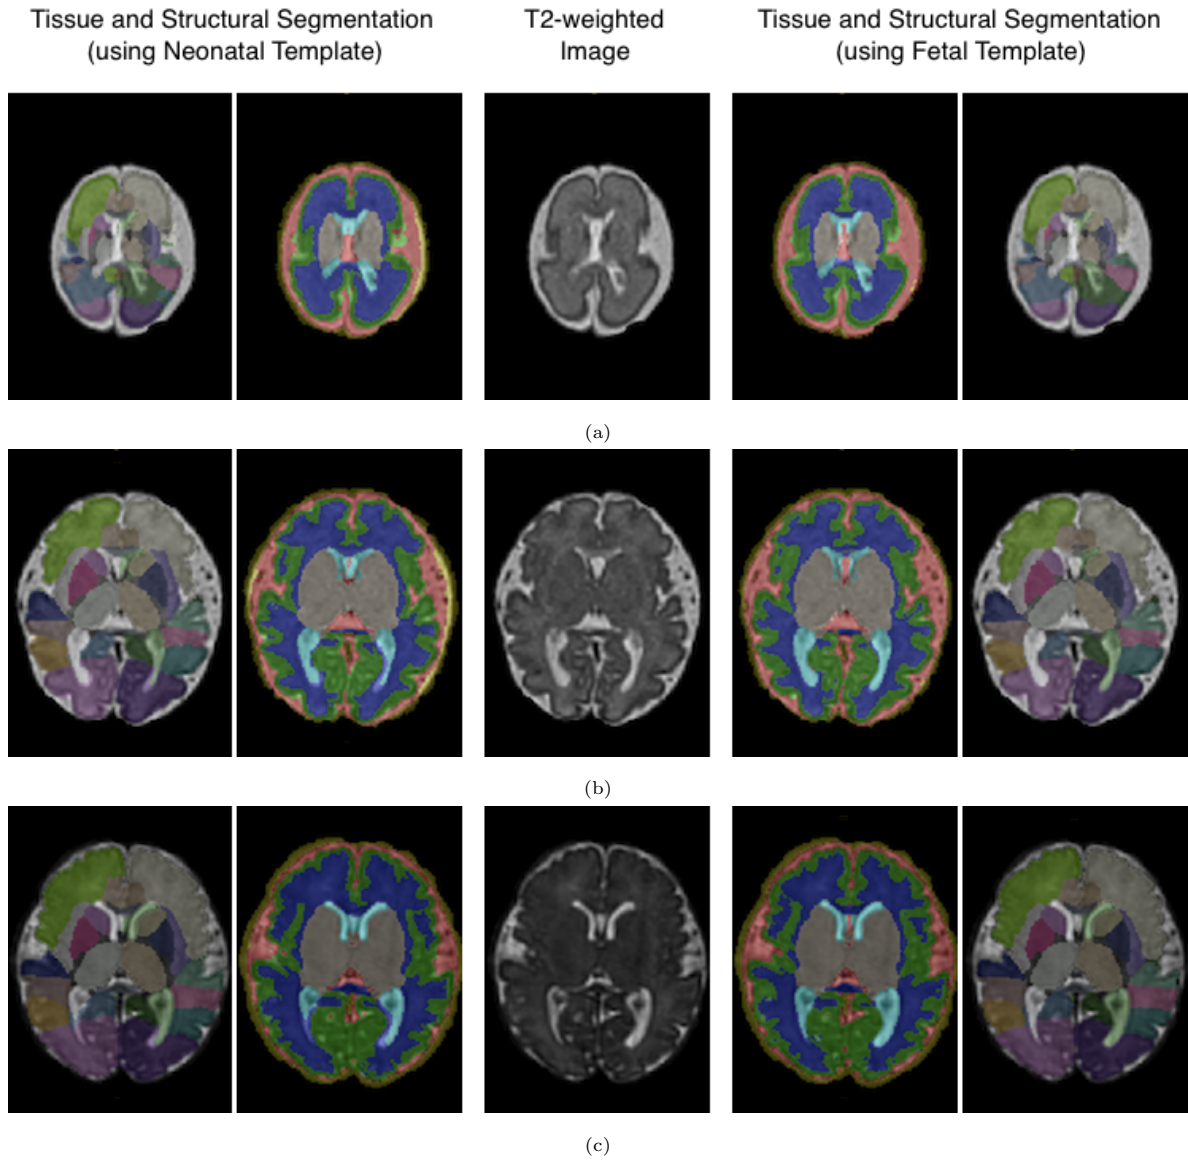 Tissue and Structural Segmentation
(using Neonatal Template)
T2-weighted
Image
Tissue and Structural Segmentation
(using Fetal Template)
(a)
(b)
(c)